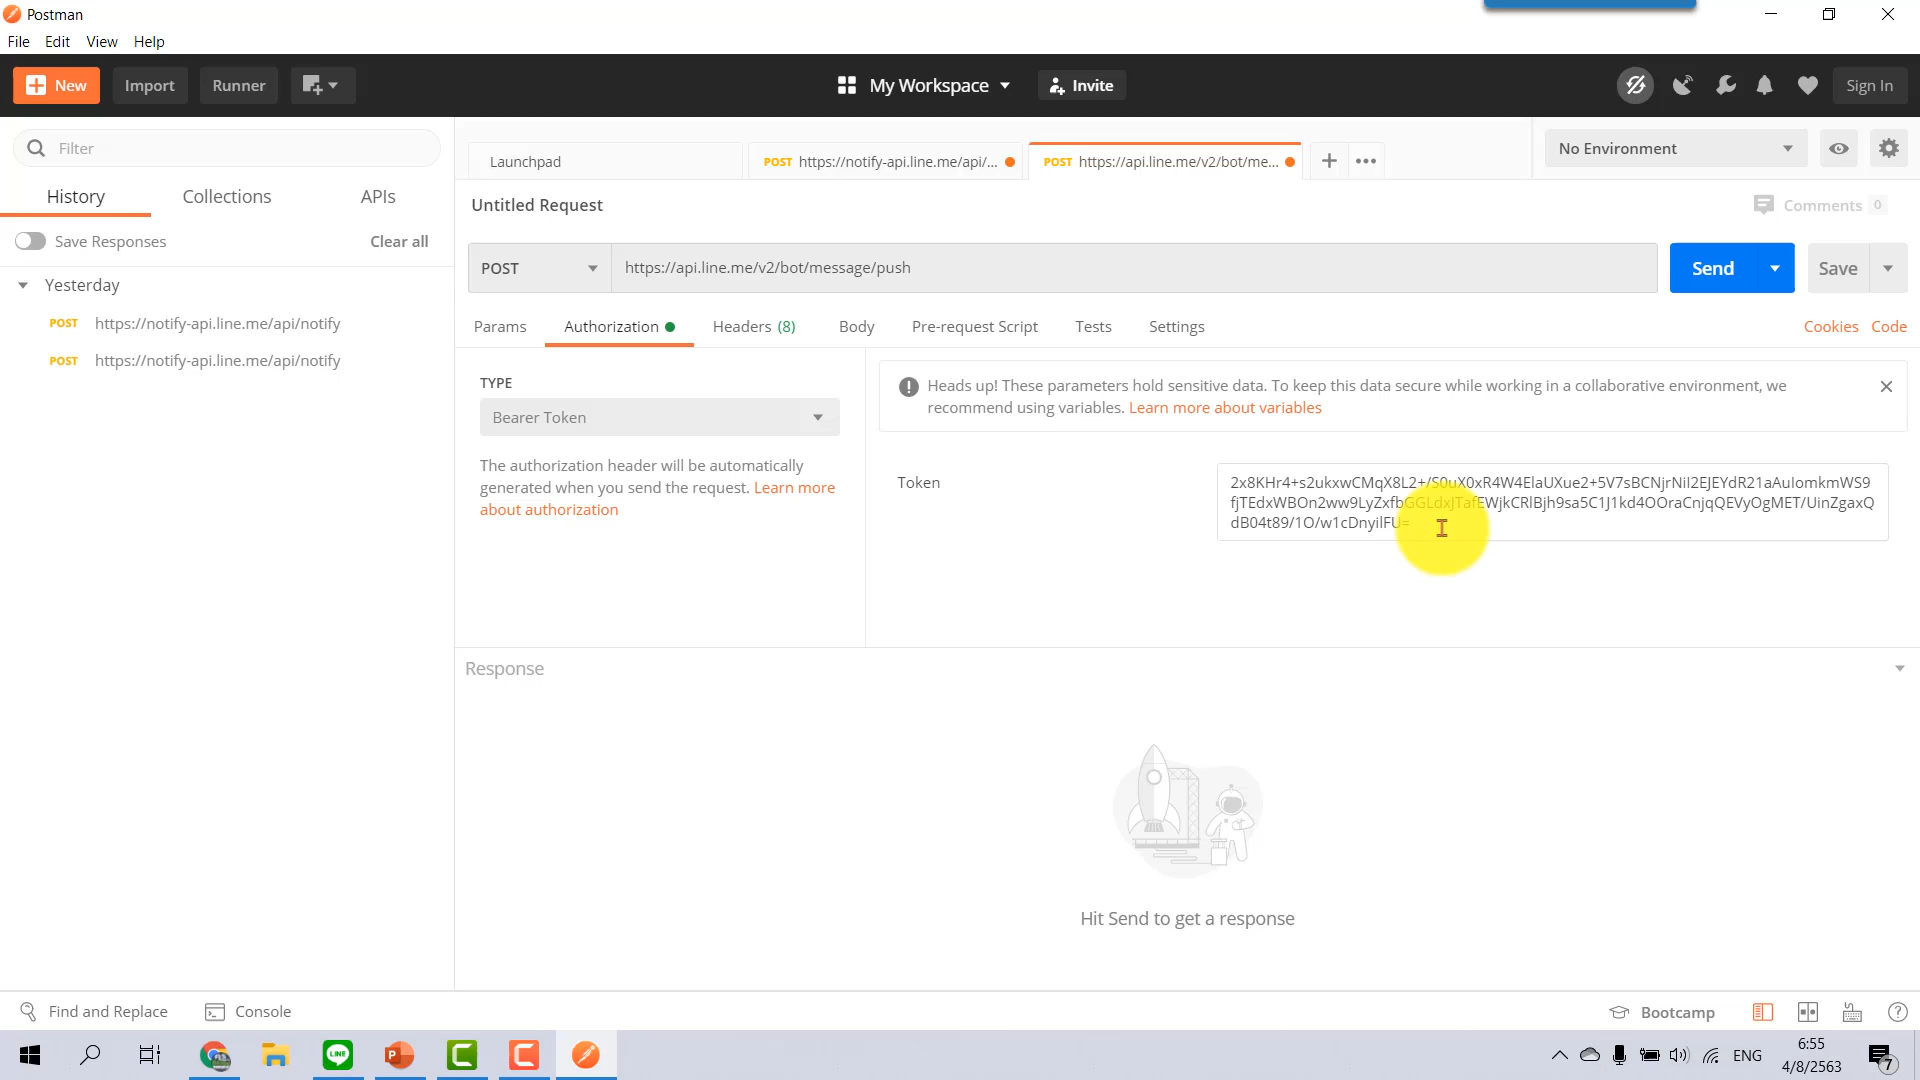 Postman
File Edit View Help
New Import Runner My Workspace Invite Sign In
Filter
History Collections APIs
Save Responses Clear all
Yesterday
POST https://notify-api.line.me/api/notify
POST https://notify-api.line.me/api/notify
Launchpad POST https://notify-api.line.me/api/... POST https://api.line.me/v2/bot/me... No Environment
Untitled Request Comments 0
POST https://api.line.me/v2/bot/message/push Send Save
Params Authorization Headers (8) Body Pre-request Script Tests Settings Cookies Code
TYPE
Bearer Token
The authorization header will be automatically
generated when you send the request. Learn more
about authorization
Heads up! These parameters hold sensitive data. To keep this data secure while working in a collaborative environment, we
recommend using variables. Learn more about variables
Token
Response
Hit Send to get a response
Find and Replace Console Bootcamp
LINE
ENG
6:55
4/8/2563
7